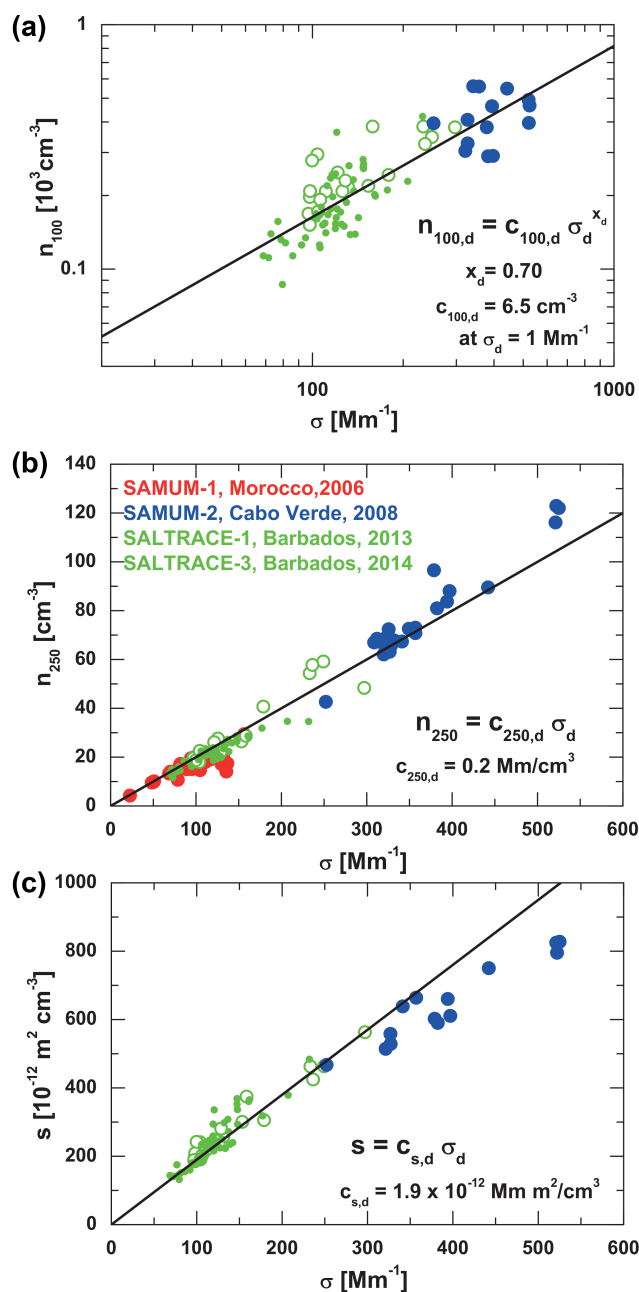 (a)
1
0.1
n100 [10^3cm^-3]
n100,d = c100,d σd^xd
xd= 0.70
c100,d = 6.5 cm^-3
at σd = 1 Mm^-1
100
1000
σ [Mm^-1]
(b)
140
120
100
80
60
40
20
0
n250 [cm^-3]
SAMUM-1, Morocco,2006
SAMUM-2, Cabo Verde, 2008
SALTRACE-1, Barbados, 2013
SALTRACE-3, Barbados, 2014
n250 = c250,d σd
c250,d = 0.2 Mm/cm^3
0 100 200 300 400 500 600
σ [Mm^-1]
(c)
1000
800
600
400
200
0
s [10^-12 m^2 cm^-3]
s = cs,d σd
cs,d = 1.9 x 10^-12 Mm m^2/cm^3
0 100 200 300 400 500 600
σ [Mm^-1]